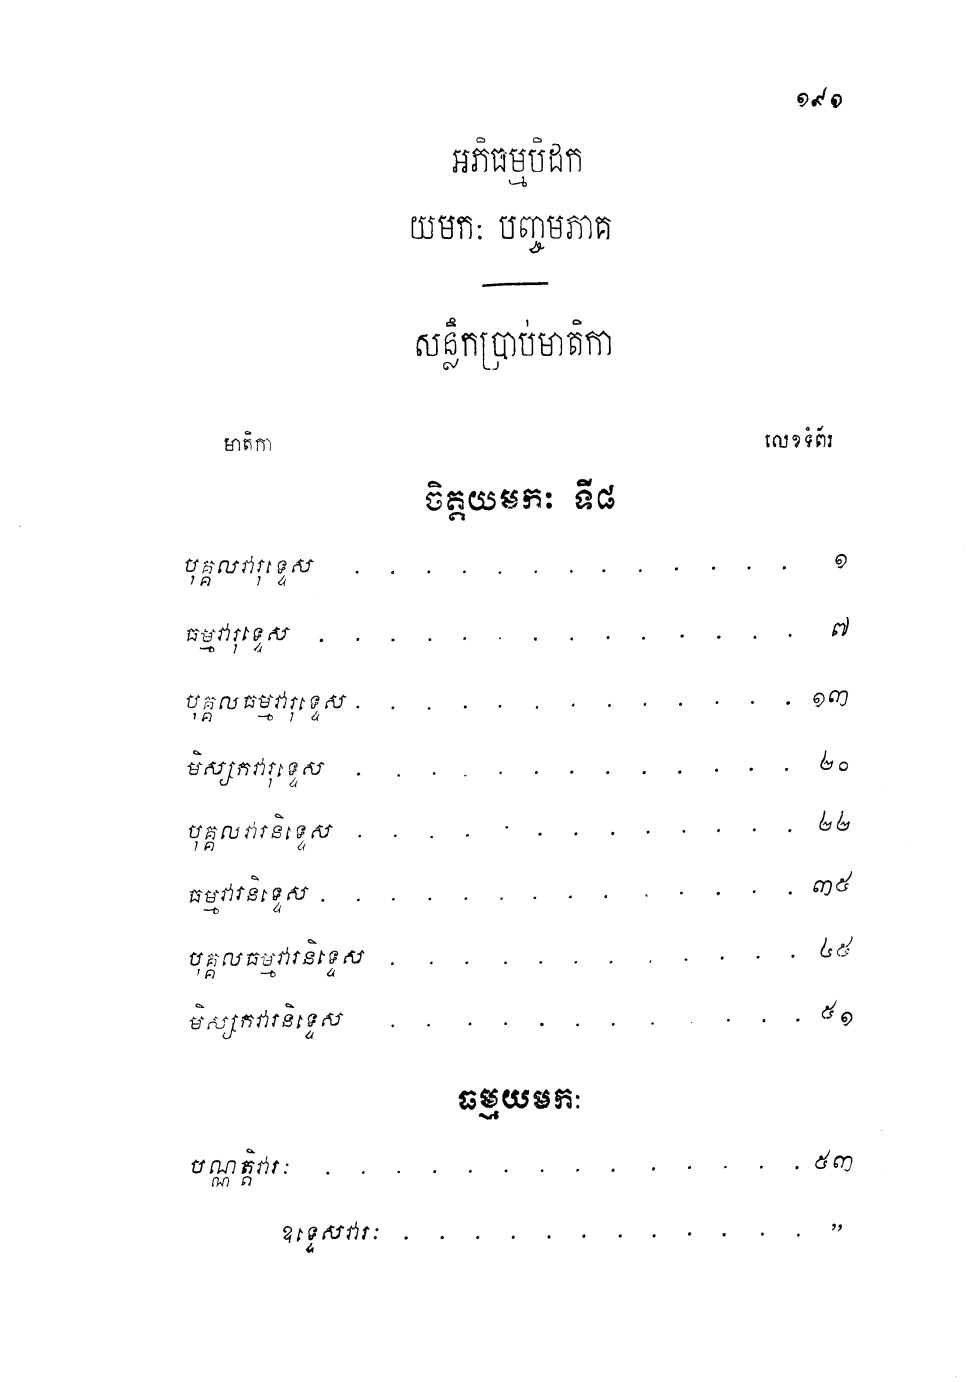 ១៩១
អភិធម្មបិដក
យមកៈ បញ្ចមភាគ
សន្លឹកប្រាប់មាតិកា
មាតិកា លេខទំព័រ
ចិត្តយមកៈ ទី៨
បុគ្គលវារុទ្ទេស . . . . . . . . . . . . . ១
ធម្មវារុទ្ទេស . . . . . . . . . . . . . . ៧
បុគ្គលធម្មវារុទ្ទេស . . . . . . . . . . . . . ១៣
មិស្សកវារុទ្ទេស . . . . . . . . . . . . . ២០
បុគ្គលវារនិទ្ទេស . . . . . . . . . . . . . ២២
ធម្មវារនិទ្ទេស . . . . . . . . . . . . . . ៣៥
បុគ្គលធម្មវារនិទ្ទេស . . . . . . . . . . . . ៤៥
មិស្សកវារនិទ្ទេស . . . . . . . . . . . . ៥១
ធម្មយមកៈ
បណ្ណត្តិវារៈ . . . . . . . . . . . . . . ៥៣
ឧទ្ទេសវារៈ . . . . . . . . . . . . ”